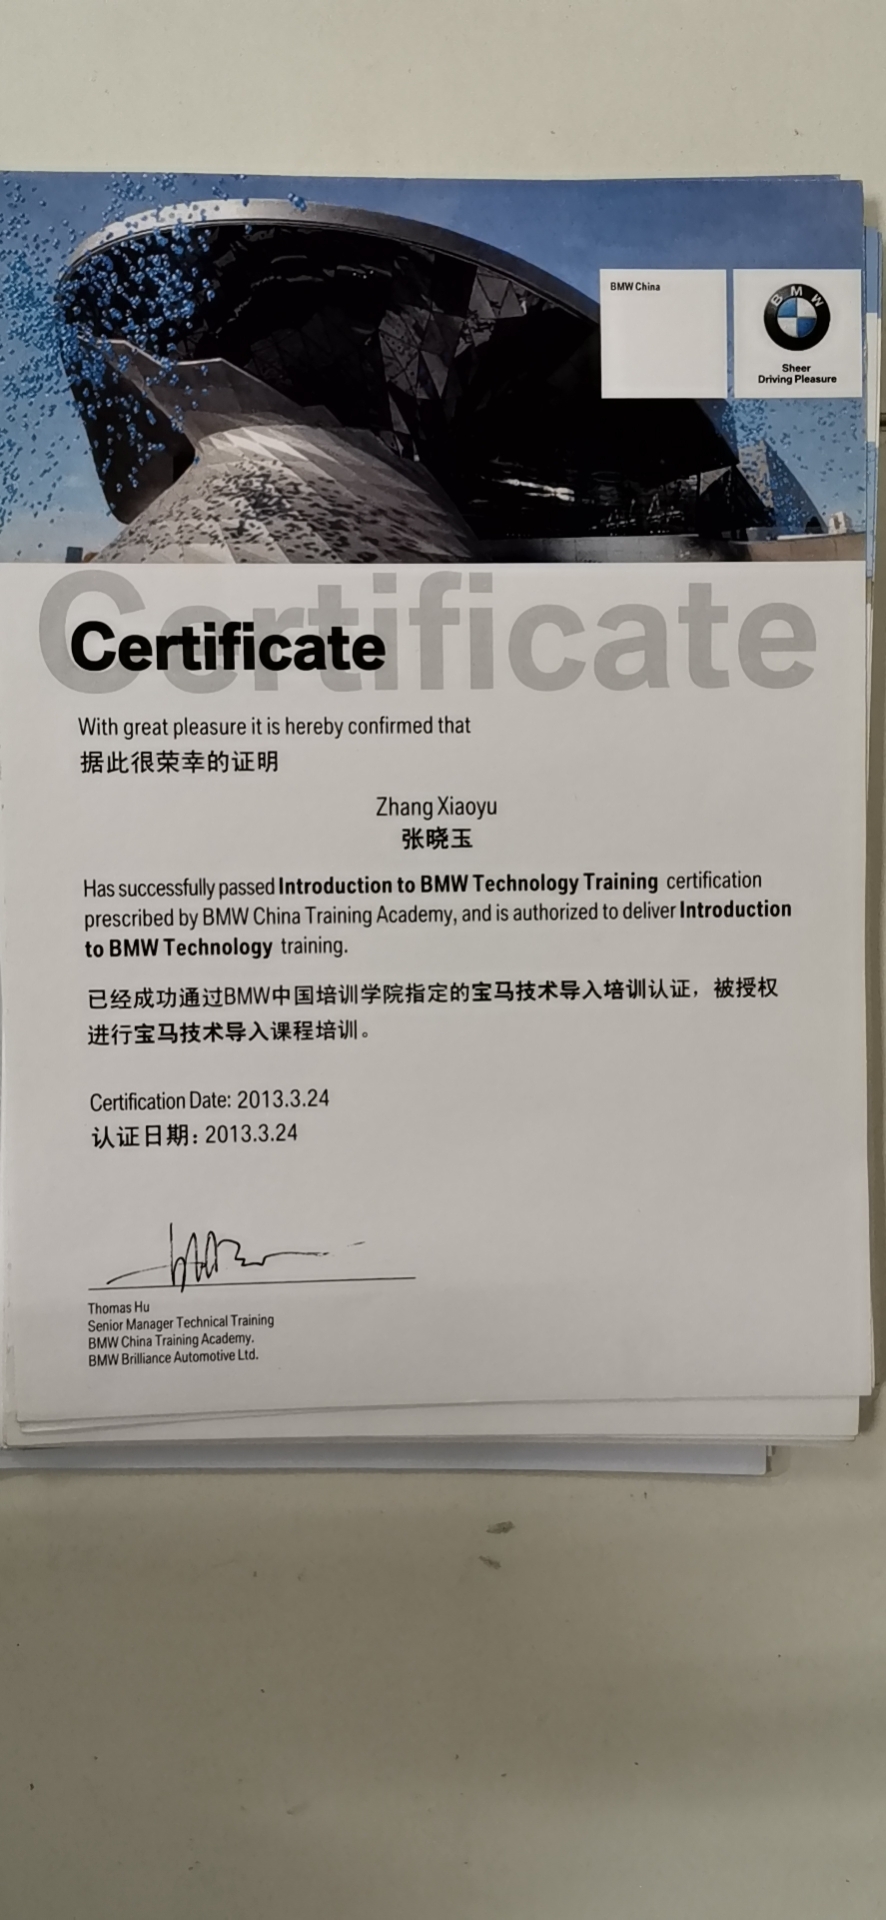 BMW China
BMW
Sheer
Driving Pleasure
Certificate
Certificate
With great pleasure it is hereby confirmed that
据此很荣幸的证明
Zhang Xiaoyu
张晓玉
Has successfully passed Introduction to BMW Technology Training certification
prescribed by BMW China Training Academy, and is authorized to deliver Introduction
to BMW Technology training.
已经成功通过BMW中国培训学院指定的宝马技术导入培训认证，被授权
进行宝马技术导入课程培训。
Certification Date: 2013.3.24
认证日期: 2013.3.24
Thomas Hu
Senior Manager Technical Training
BMW China Training Academy.
BMW Brilliance Automotive Ltd.